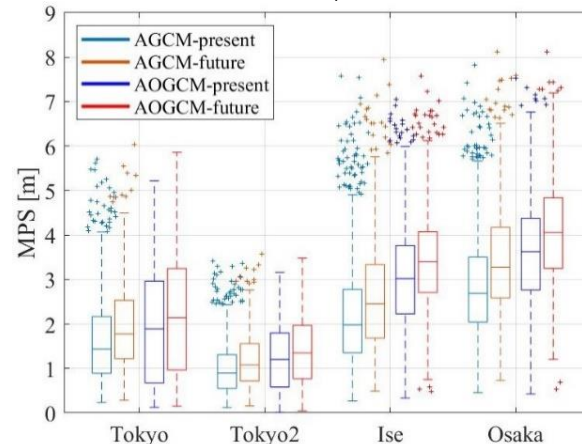 9
8
7
6
5
4
3
2
1
0
MPS [m]
AGCM-present
AGCM-future
AOGCM-present
AOGCM-future
Tokyo Tokyo2 Ise Osaka